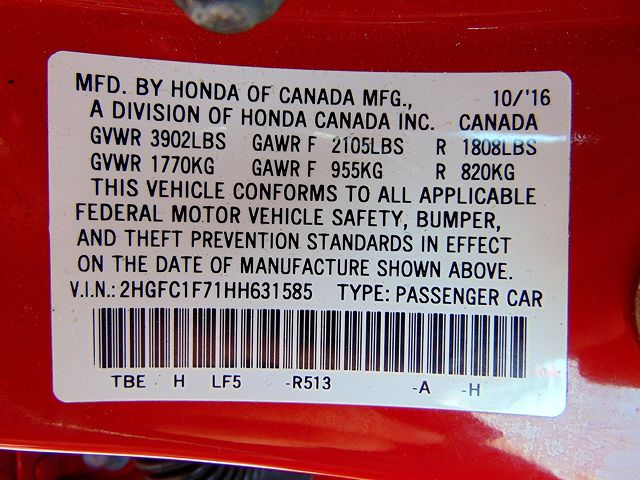 MFD. BY HONDA OF CANADA MFG., 10/'16
A DIVISION OF HONDA CANADA INC. CANADA
GVWR 3902LBS GAWR F 2105LBS R 1808LBS
GVWR 1770KG GAWR F 955KG R 820KG
THIS VEHICLE CONFORMS TO ALL APPLICABLE
FEDERAL MOTOR VEHICLE SAFETY, BUMPER,
AND THEFT PREVENTION STANDARDS IN EFFECT
ON THE DATE OF MANUFACTURE SHOWN ABOVE.
V.I.N.: 2HGFC1F71HH631585 TYPE: PASSENGER CAR
TBE H LF5 -R513 -A -H